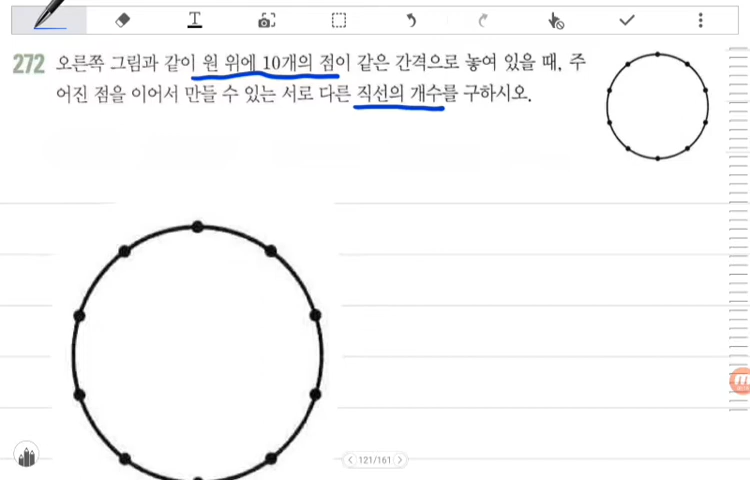 T
272 오른쪽 그림과 같이 원 위에 10개의 점이 같은 간격으로 놓여 있을 때, 주
어진 점을 이어서 만들 수 있는 서로 다른 직선의 개수를 구하시오.
121/161